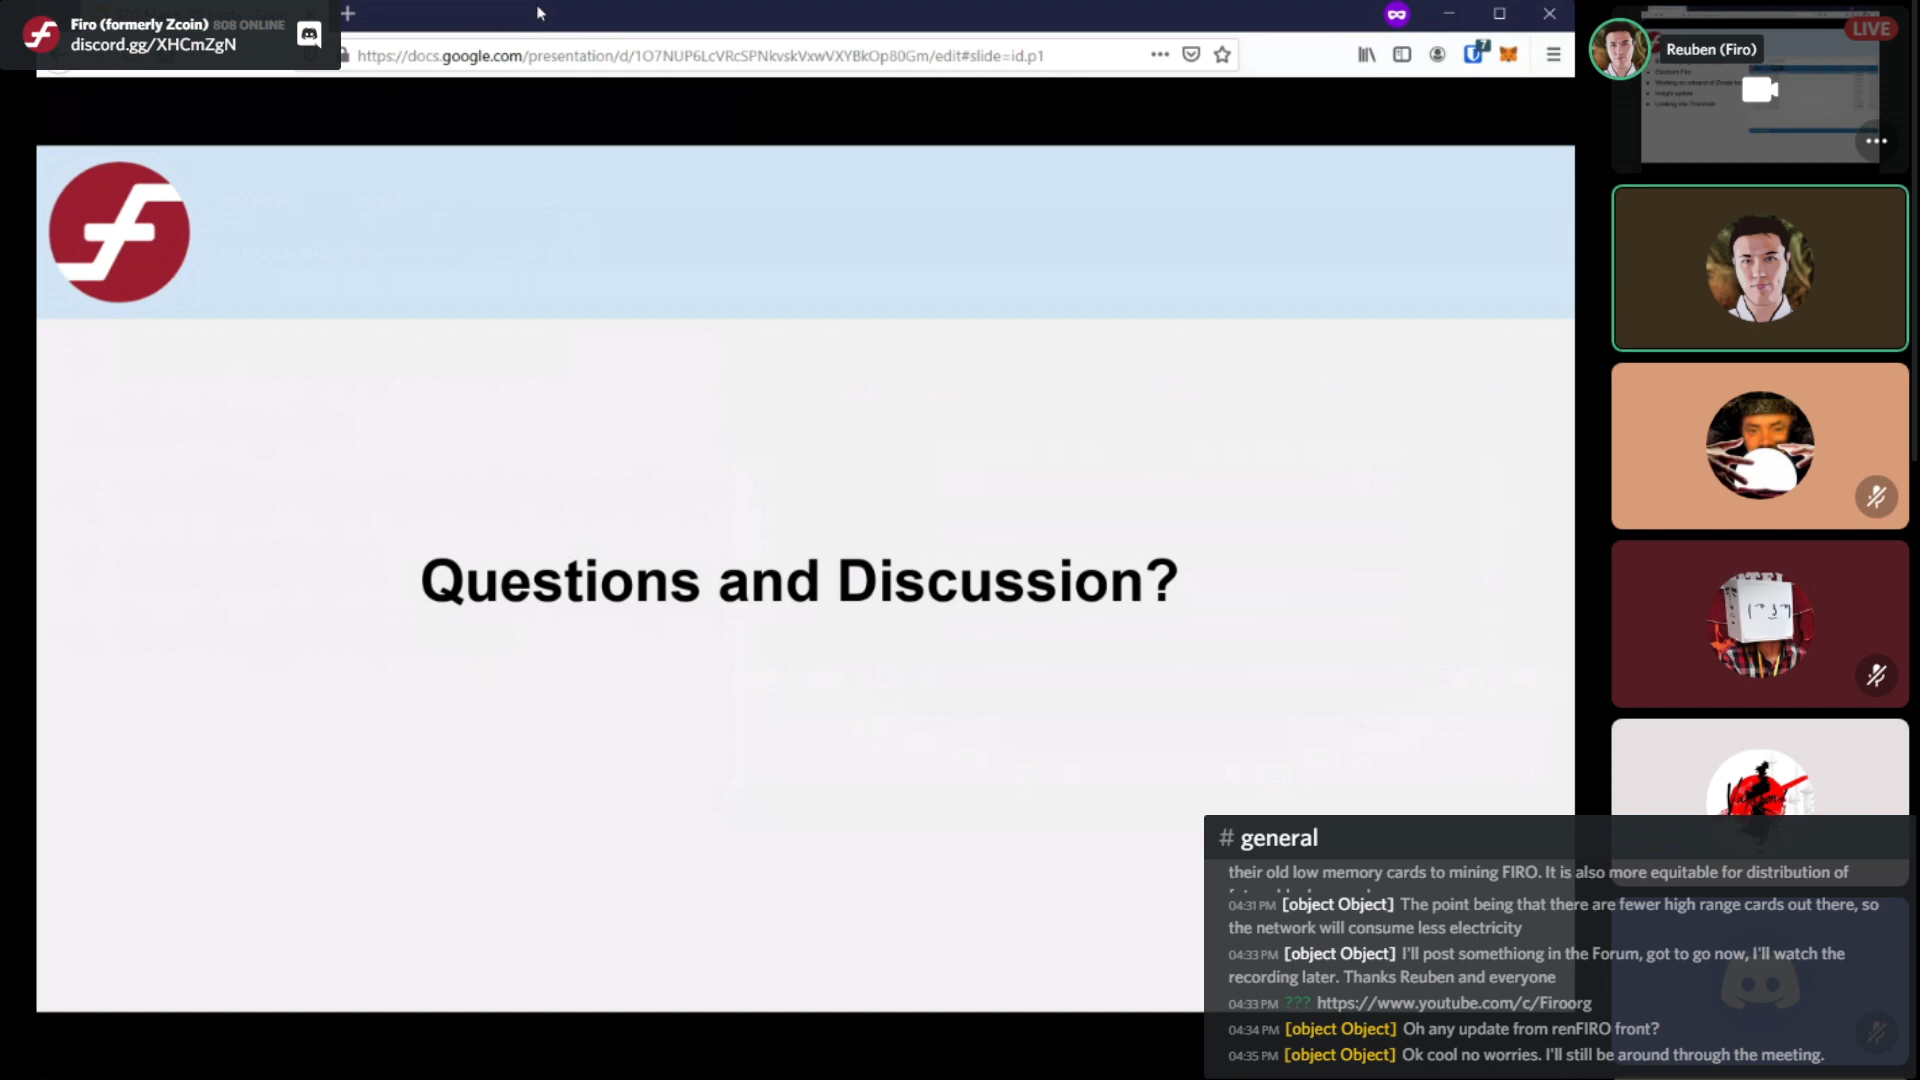 Firo (formerly Zcoin) 808 ONLINE
discord.gg/XHCmZgN
https://docs.google.com/presentation/d/1O7NUP6LcVRcSPNkvskVxwVXYBkOp80Gm/edit#slide=id.p1
7
LIVE
Reuben (Firo)
Elastos Firo
Insight update
Questions and Discussion?
# general
their old low memory cards to mining FIRO. It is also more equitable for distribution of
04:31 PM [object Object] The point being that there are fewer high range cards out there, so
the network will consume less electricity
04:33 PM [object Object] I'll post somethiong in the Forum, got to go now, I'll watch the
recording later. Thanks Reuben and everyone
04:33 PM ??? https://www.youtube.com/c/Firoorg
04:34 PM [object Object] Oh any update from renFIRO front?
04:35 PM [object Object] Ok cool no worries. I'll still be around through the meeting.